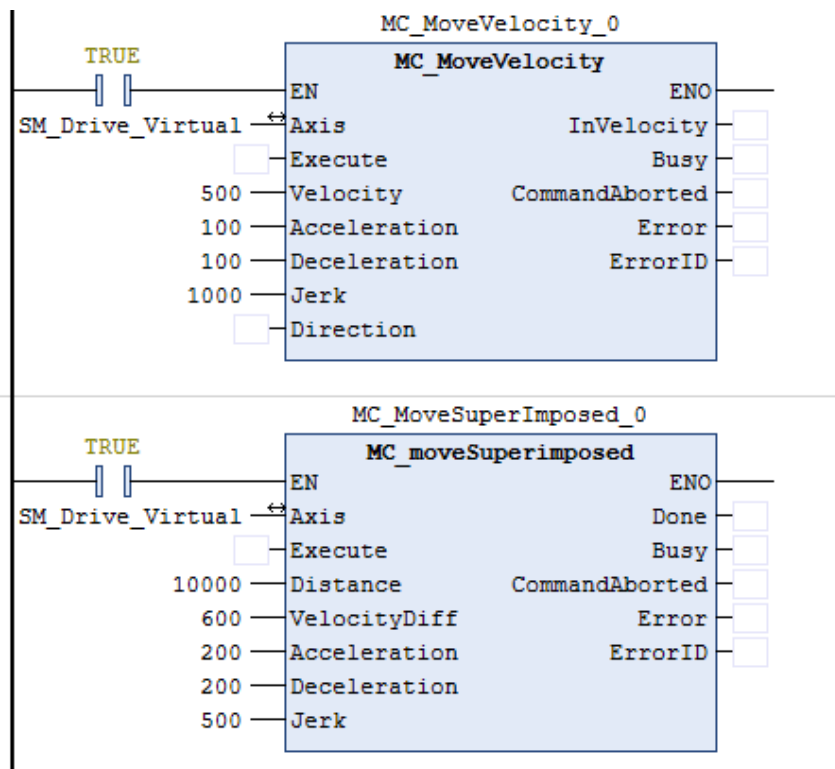 MC_MoveVelocity_0
TRUE
MC_MoveVelocity
EN ENO
SM_Drive_Virtual Axis InVelocity
Execute Busy
500 Velocity CommandAborted
100 Acceleration Error
100 Deceleration ErrorID
1000 Jerk
Direction
MC_MoveSuperImposed_0
TRUE
MC_moveSuperimposed
EN ENO
SM_Drive_Virtual Axis Done
Execute Busy
10000 Distance CommandAborted
600 VelocityDiff Error
200 Acceleration ErrorID
200 Deceleration
500 Jerk